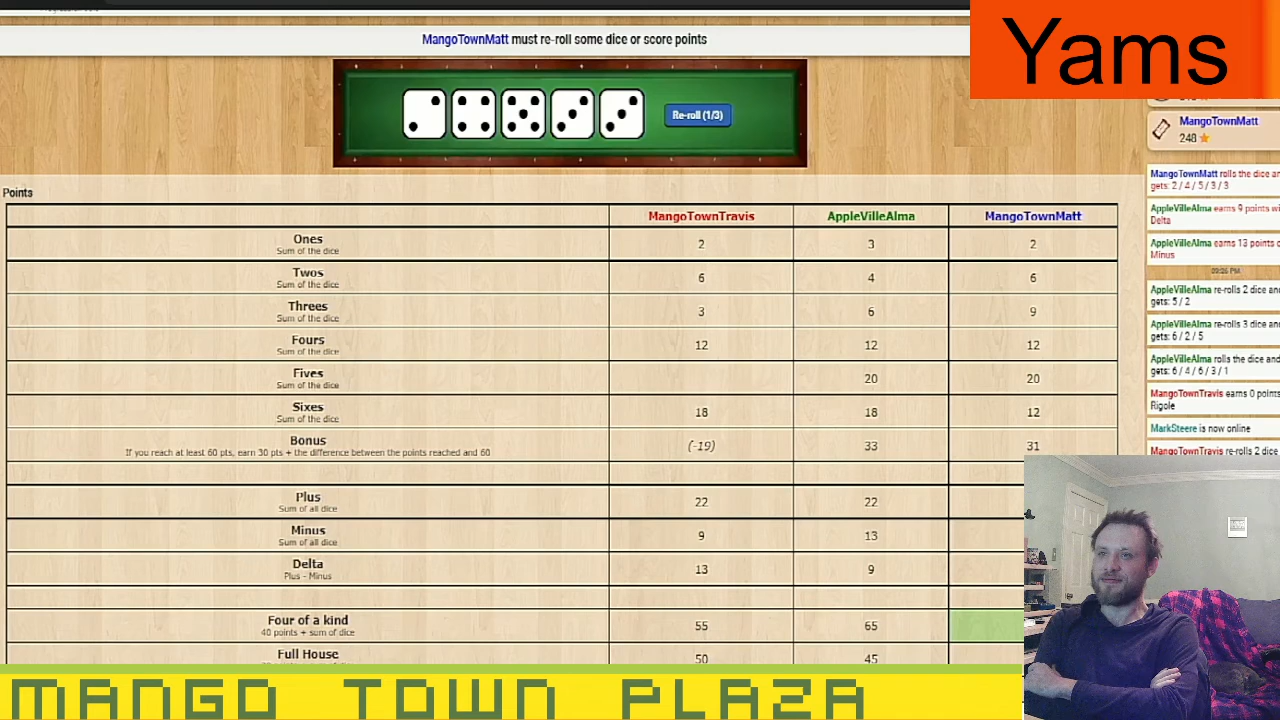 Yams
MangoTownMatt must re-roll some dice or score points
Re-roll (1/3)
MangoTownMatt
248
Points
MangoTownTravis AppleVilleAlma MangoTownMatt
Ones 2 3 2
Sum of the dice
Twos 6 4 6
Sum of the dice
Threes 3 6 9
Sum of the dice
Fours 12 12 12
Sum of the dice
Fives 20 20
Sum of the dice
Sixes 18 18 12
Sum of the dice
Bonus (-19) 33 31
If you reach at least 60 pts, earn 30 pts + the difference between the points reached and 60
Plus 22 22
Sum of all dice
Minus 9 13
Sum of all dice
Delta 13 9
Plus - Minus
Four of a kind 55 65
40 points + sum of dice
Full House 50 45
MangoTownMatt rolls the dice an
gets: 2 / 4 / 5 / 3 / 3
AppleVilleAlma earns 9 points wi
Delta
AppleVilleAlma earns 13 points o
Minus
09:26 PM
AppleVilleAlma re-rolls 2 dice an
gets: 5 / 2
AppleVilleAlma re-rolls 3 dice an
gets: 6 / 2 / 5
AppleVilleAlma rolls the dice and
gets: 6 / 4 / 6 / 3 / 1
MangoTownTravis earns 0 points
Rigole
MarkSteere is now online
MangoTownTravis re-rolls 2 dice
MANGO TOWN PLAZA